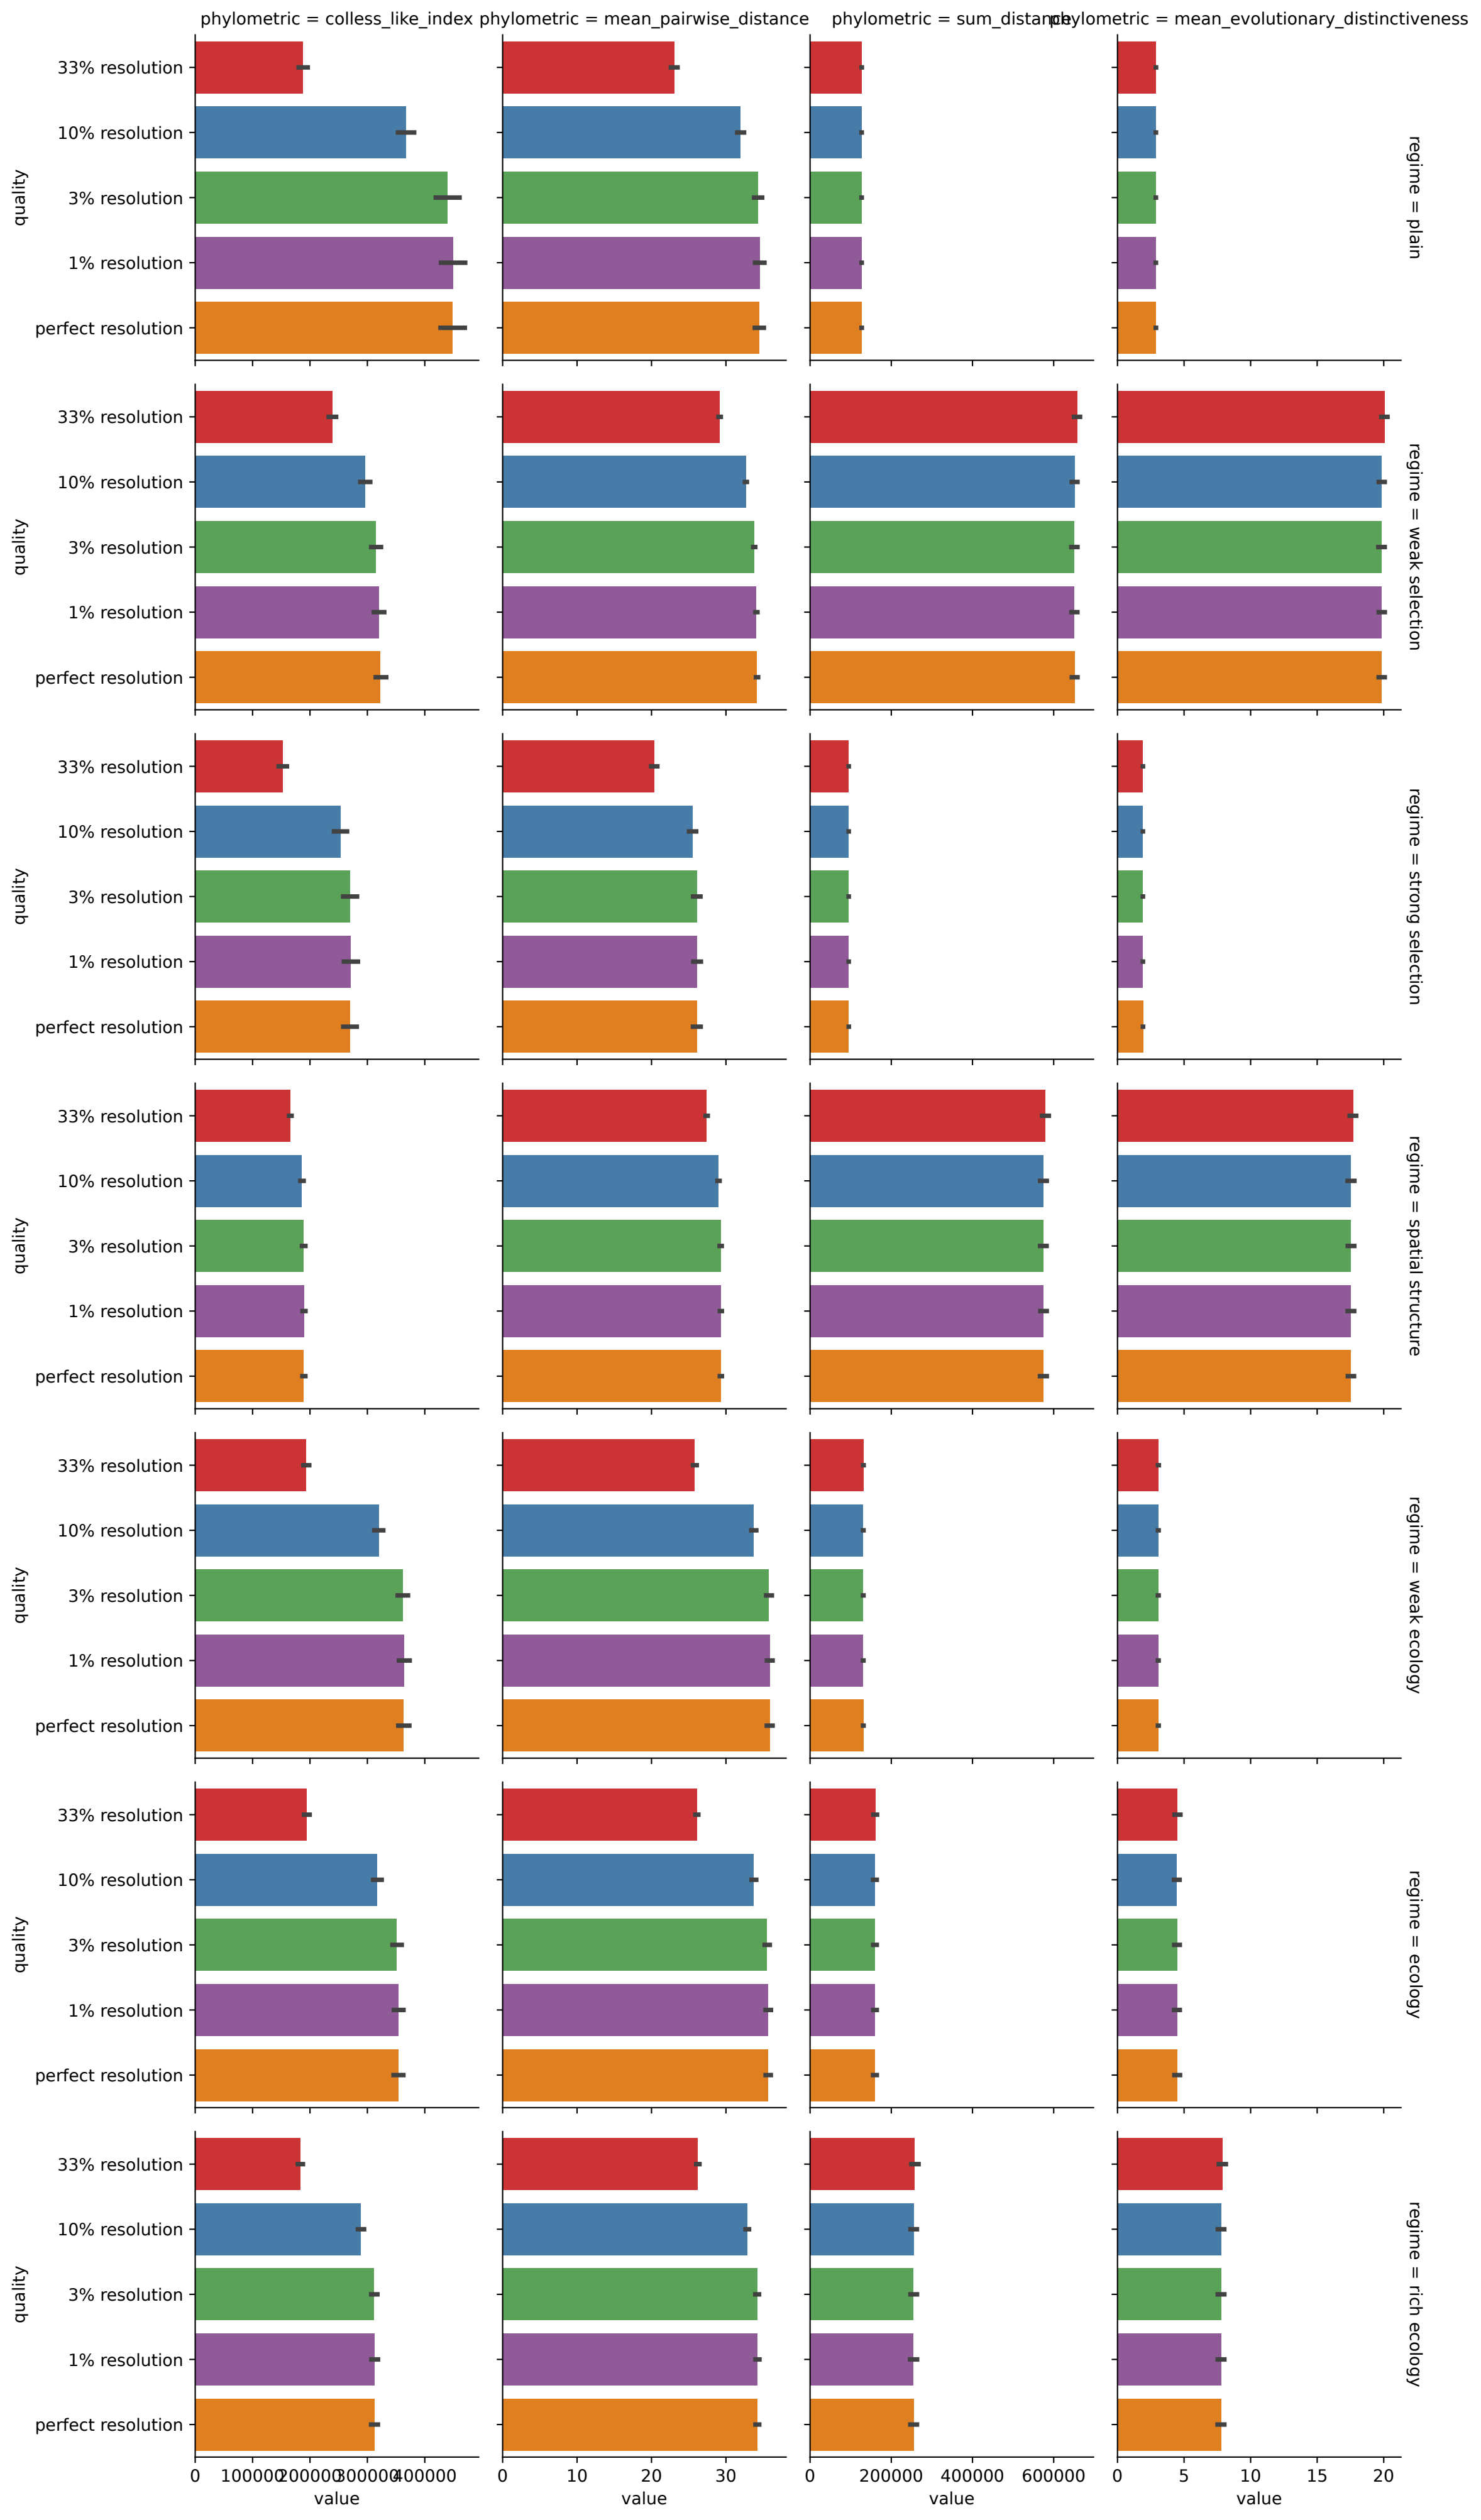 phylometric = colless_like_index phylometric = mean_pairwise_distance phylometric = sum_distance phylometric = mean_evolutionary_distinctiveness
33% resolution
10% resolution
3% resolution
1% resolution
perfect resolution
quality
regime = plain
33% resolution
10% resolution
3% resolution
1% resolution
perfect resolution
quality
regime = weak selection
33% resolution
10% resolution
3% resolution
1% resolution
perfect resolution
quality
regime = strong selection
33% resolution
10% resolution
3% resolution
1% resolution
perfect resolution
quality
regime = spatial structure
33% resolution
10% resolution
3% resolution
1% resolution
perfect resolution
quality
regime = weak ecology
33% resolution
10% resolution
3% resolution
1% resolution
perfect resolution
quality
regime = ecology
33% resolution
10% resolution
3% resolution
1% resolution
perfect resolution
quality
regime = rich ecology
0 100000 200000 300000 400000 0 10 20 30 0 200000 400000 600000 0 5 10 15 20
value value value value